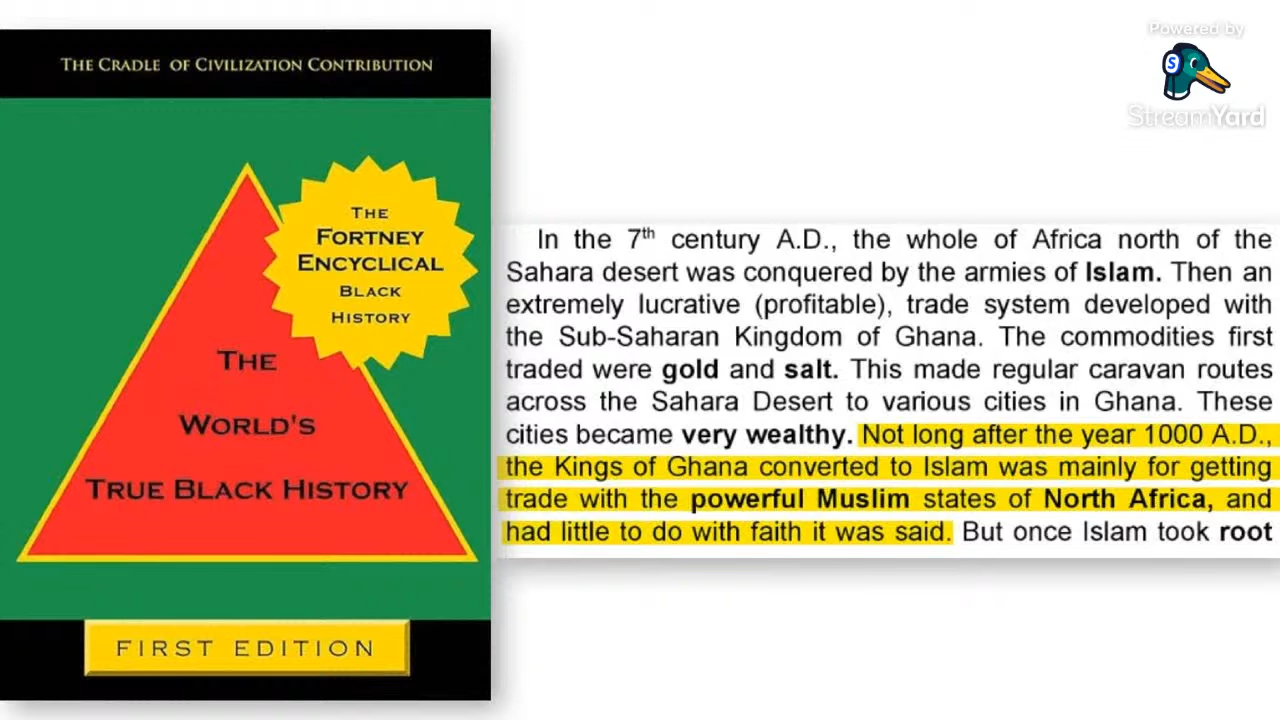 THE CRADLE OF CIVILIZATION CONTRIBUTION
THE
FORTNEY
ENCYCLICAL
BLACK
HISTORY
THE
WORLD'S
TRUE BLACK HISTORY
FIRST EDITION
Powered by
S
StreamYard
In the 7th century A.D., the whole of Africa north of the
Sahara desert was conquered by the armies of Islam. Then an
extremely lucrative (profitable), trade system developed with
the Sub-Saharan Kingdom of Ghana. The commodities first
traded were gold and salt. This made regular caravan routes
across the Sahara Desert to various cities in Ghana. These
cities became very wealthy. Not long after the year 1000 A.D.,
the Kings of Ghana converted to Islam was mainly for getting
trade with the powerful Muslim states of North Africa, and
had little to do with faith it was said. But once Islam took root